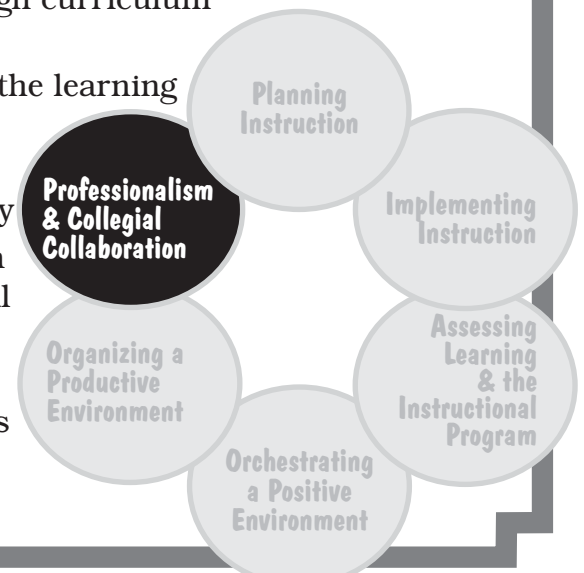 curriculum
the learning
Planning
Instruction
Professionalism
& Collegial
Collaboration
Implementing
Instruction
Organizing a
Productive
Environment
Assessing
Learning
& the
Instructional
Program
Orchestrating
a Positive
Environment